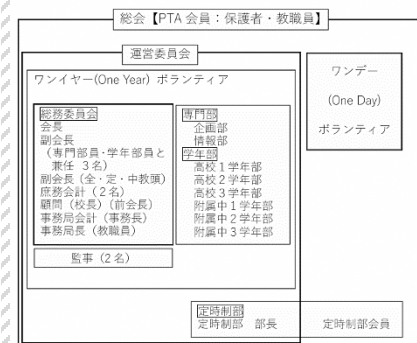 総会【PTA 会員：保護者・教職員】
運営委員会
ワンイヤー(One Year) ボランティア
総務委員会
会長
副会長
（専門部員・学年部員と
兼任 3名）
副会長（全・定・中教頭）
庶務会計（２名）
顧問（校長）（前会長）
事務局会計（事務長）
事務局長（教職員）
監事（２名）
専門部
企画部
情報部
学年部
高校１学年部
高校２学年部
高校３学年部
附属中１学年部
附属中２学年部
附属中３学年部
ワンデー
(One Day)
ボランティア
定時制部
定時制部 部長 定時制部会員